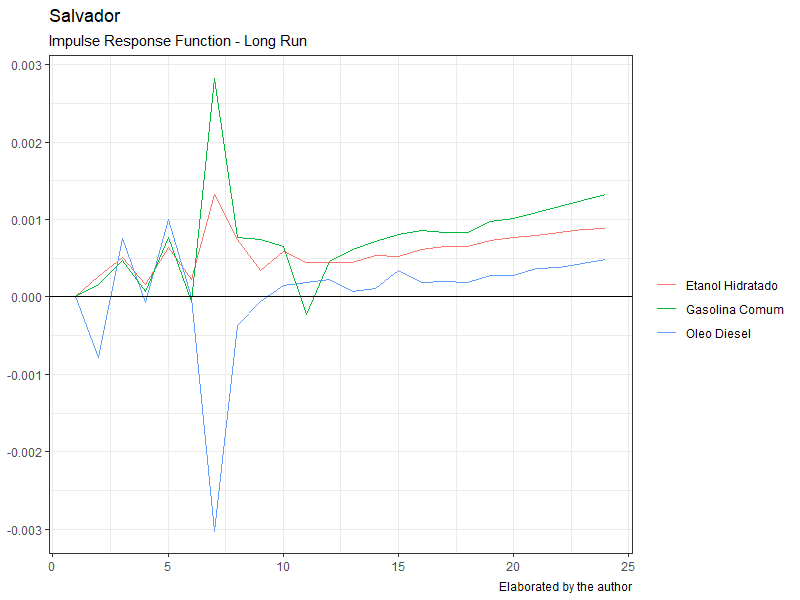 Salvador
Impulse Response Function - Long Run
0.003
0.002
0.001
0.000
-0.001
-0.002
-0.003
0 5 10 15 20 25
Etanol Hidratado
Gasolina Comum
Oleo Diesel
Elaborated by the author